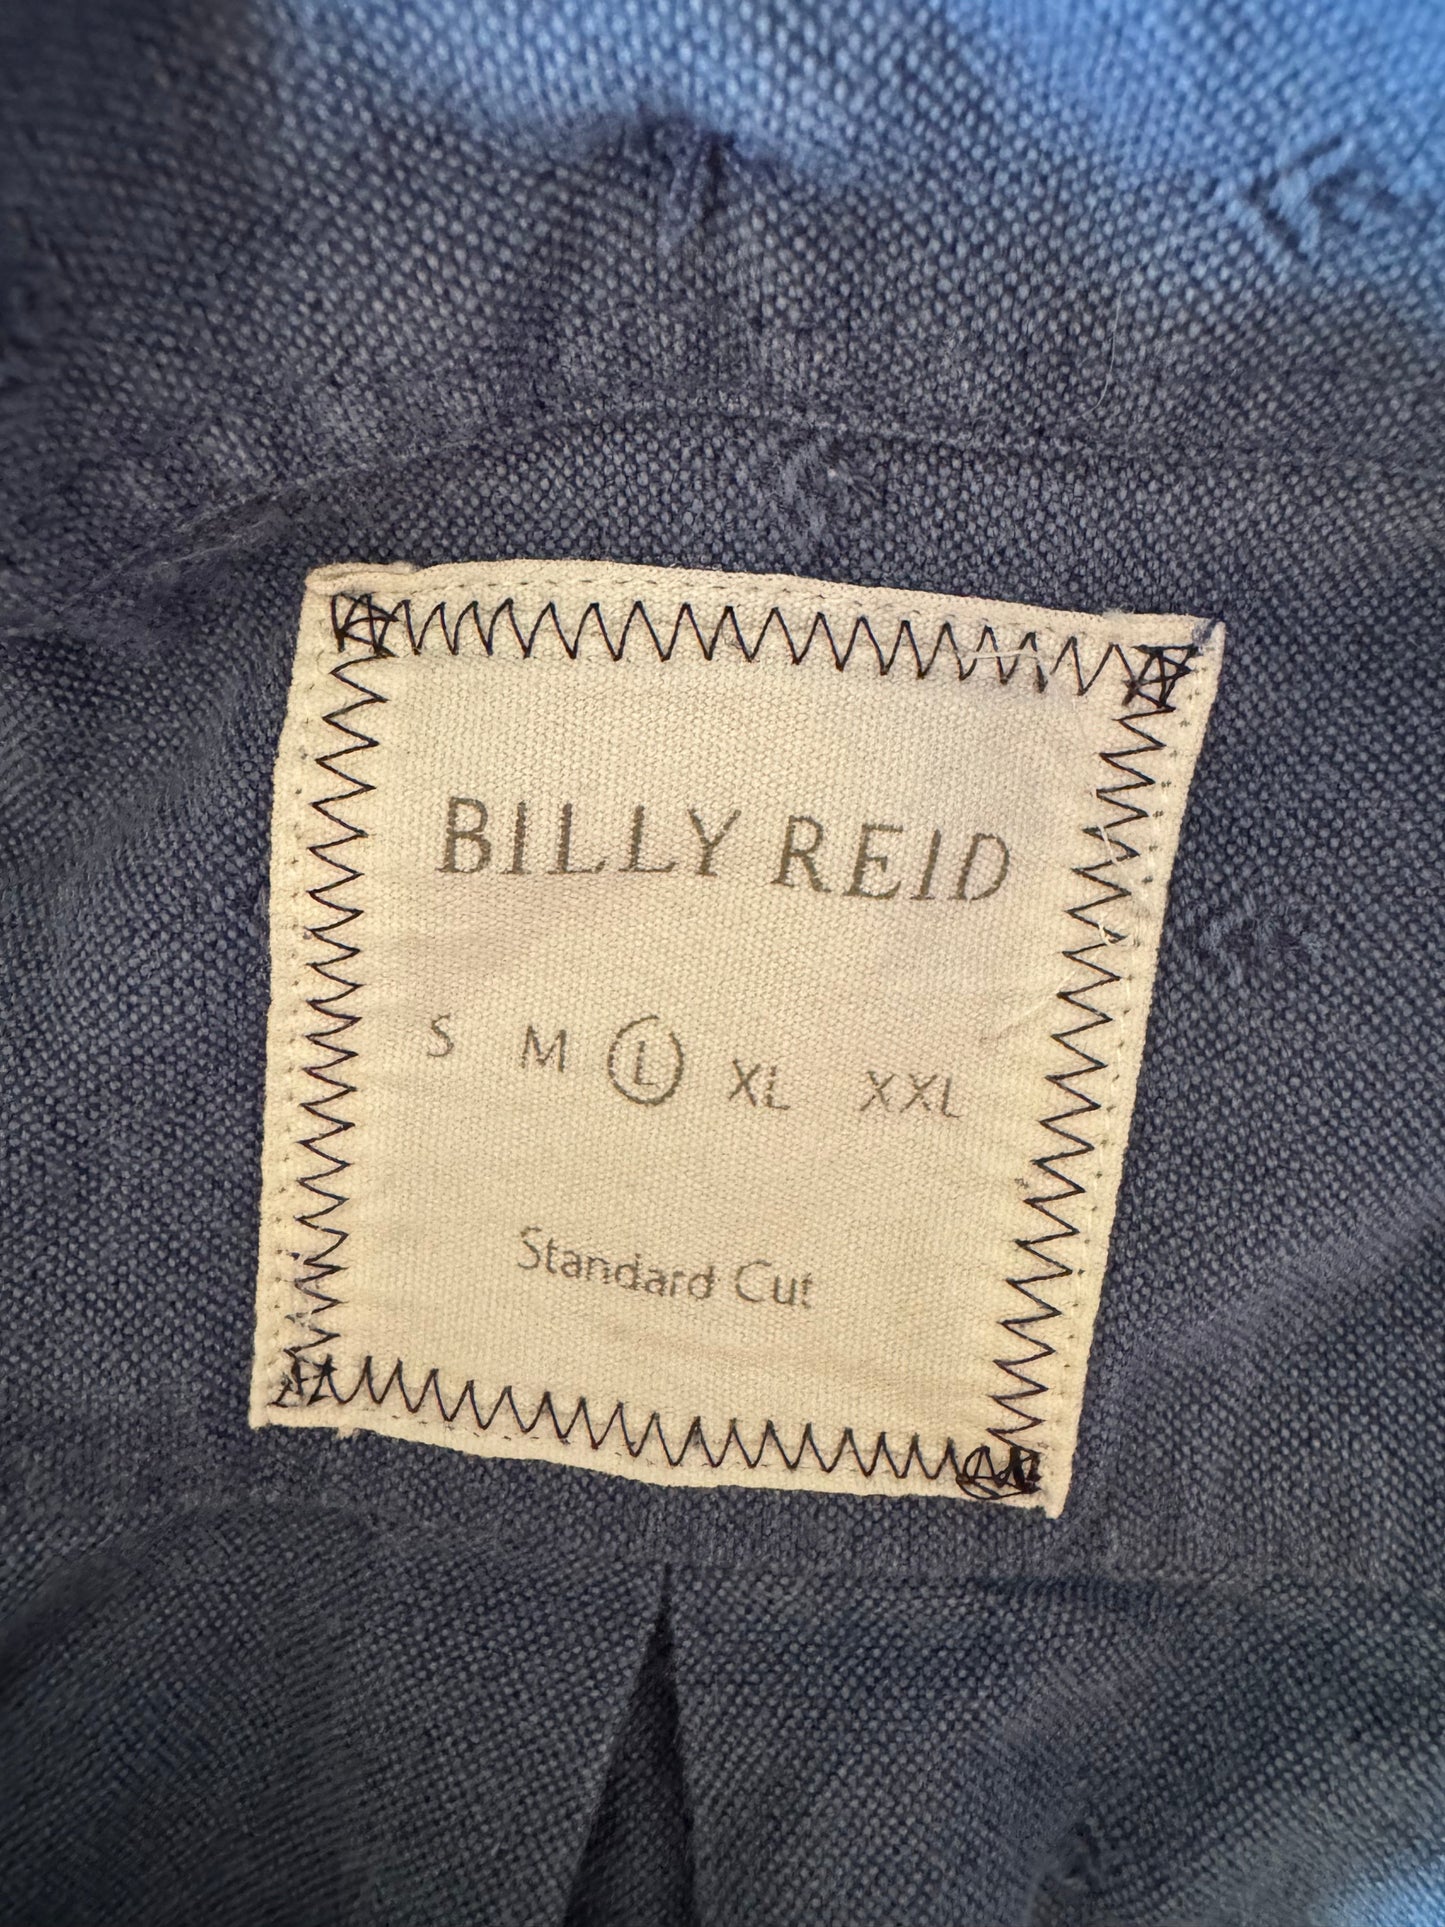 BILLY REID
S M L XL XXL
Standard Cut